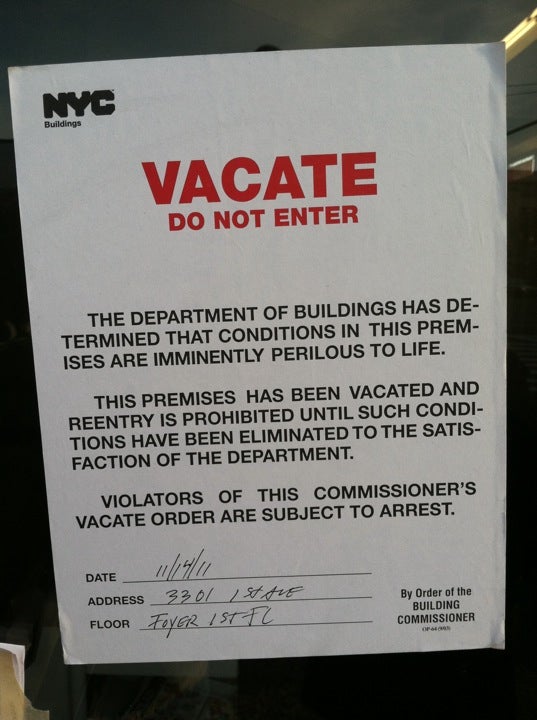 NYC
Buildings
VACATE
DO NOT ENTER
THE DEPARTMENT OF BUILDINGS HAS DE-
TERMINED THAT CONDITIONS IN THIS PREM-
ISES ARE IMMINENTLY PERILOUS TO LIFE.
THIS PREMISES HAS BEEN VACATED AND
REENTRY IS PROHIBITED UNTIL SUCH CONDI-
TIONS HAVE BEEN ELIMINATED TO THE SATIS-
FACTION OF THE DEPARTMENT.
VIOLATORS OF THIS COMMISSIONER'S
VACATE ORDER ARE SUBJECT TO ARREST.
DATE 11/14/11
ADDRESS 3301 1ST AVE
FLOOR FOYER 1ST FL
By Order of the
BUILDING
COMMISSIONER